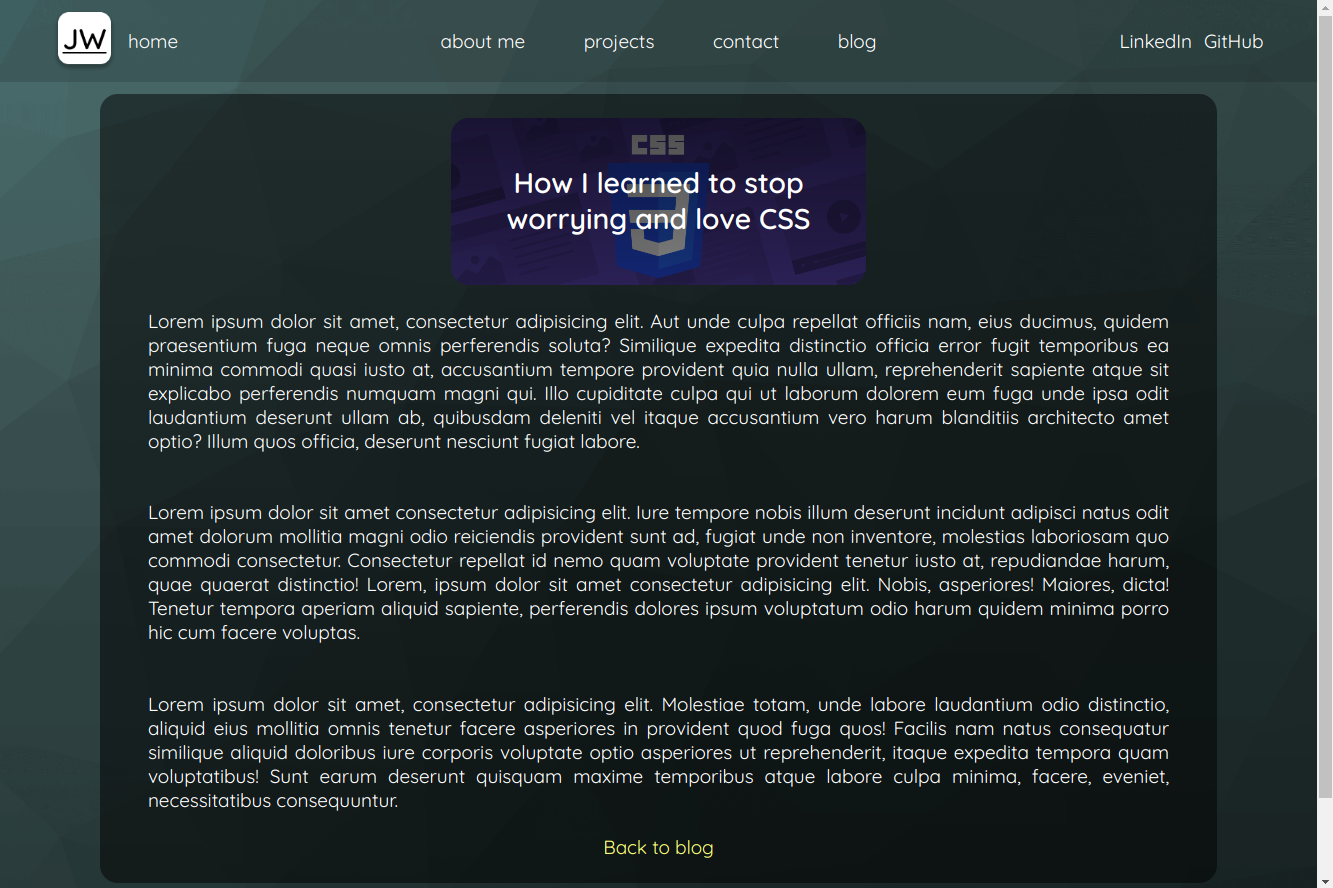 JW home about me projects contact blog LinkedIn GitHub
CSS
How I learned to stop
worrying and love CSS
Lorem ipsum dolor sit amet, consectetur adipisicing elit. Aut unde culpa repellat officiis nam, eius ducimus, quidem
praesentium fuga neque omnis perferendis soluta? Similique expedita distinctio officia error fugit temporibus ea
minima commodi quasi iusto at, accusantium tempore provident quia nulla ullam, reprehenderit sapiente atque sit
explicabo perferendis numquam magni qui. Illo cupiditate culpa qui ut laborum dolorem eum fuga unde ipsa odit
laudantium deserunt ullam ab, quibusdam deleniti vel itaque accusantium vero harum blanditiis architecto amet
optio? Illum quos officia, deserunt nesciunt fugiat labore.
Lorem ipsum dolor sit amet consectetur adipisicing elit. Iure tempore nobis illum deserunt incidunt adipisci natus odit
amet dolorum mollitia magni odio reiciendis provident sunt ad, fugiat unde non inventore, molestias laboriosam quo
commodi consectetur. Consectetur repellat id nemo quam voluptate provident tenetur iusto at, repudiandae harum,
quae quaerat distinctio! Lorem, ipsum dolor sit amet consectetur adipisicing elit. Nobis, asperiores! Maiores, dicta!
Tenetur tempora aperiam aliquid sapiente, perferendis dolores ipsum voluptatum odio harum quidem minima porro
hic cum facere voluptas.
Lorem ipsum dolor sit amet, consectetur adipisicing elit. Molestiae totam, unde labore laudantium odio distinctio,
aliquid eius mollitia omnis tenetur facere asperiores in provident quod fuga quos! Facilis nam natus consequatur
similique aliquid doloribus iure corporis voluptate optio asperiores ut reprehenderit, itaque expedita tempora quam
voluptatibus! Sunt earum deserunt quisquam maxime temporibus atque labore culpa minima, facere, eveniet,
necessitatibus consequuntur.
Back to blog